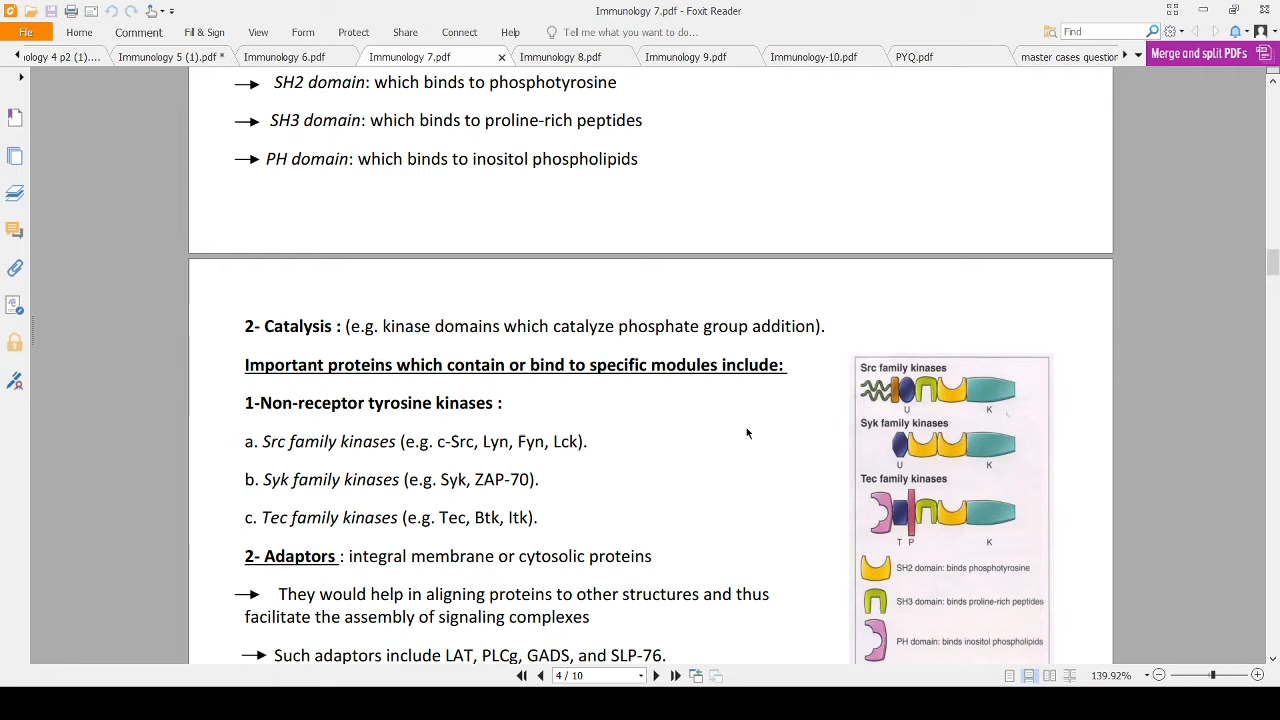 Immunology 7.pdf - Foxit Reader
File Home Comment View Form Protect Share Connect Help Tell me what you want to do... Find
Fill & Sign
ology 4 p2 (1).... Immunology 5 (1).pdf * Immunology 6.pdf Immunology 7.pdf Immunology 8.pdf Immunology 9.pdf Immunology-10.pdf PYQ.pdf master cases question
Merge and split PDFs
SH2 domain: which binds to phosphotyrosine
SH3 domain: which binds to proline-rich peptides
PH domain: which binds to inositol phospholipids
2- Catalysis : (e.g. kinase domains which catalyze phosphate group addition).
Important proteins which contain or bind to specific modules include:
1-Non-receptor tyrosine kinases :
a. Src family kinases (e.g. c-Src, Lyn, Fyn, Lck).
b. Syk family kinases (e.g. Syk, ZAP-70).
c. Tec family kinases (e.g. Tec, Btk, Itk).
2- Adaptors : integral membrane or cytosolic proteins
They would help in aligning proteins to other structures and thus
facilitate the assembly of signaling complexes
Such adaptors include LAT, PLCg, GADS, and SLP-76.
Src family kinases
U K
Syk family kinases
U K
Tec family kinases
T P K
SH2 domain: binds phosphotyrosine
SH3 domain: binds proline-rich peptides
PH domain: binds inositol phospholipids
4 / 10
139.92%